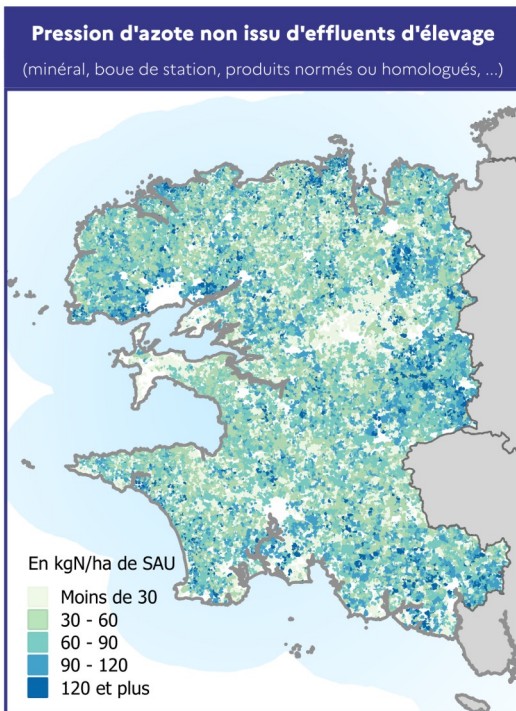 Pression d'azote non issu d'effluents d'élevage
(minéral, boue de station, produits normés ou homologués, ...)
En kgN/ha de SAU
Moins de 30
30 - 60
60 - 90
90 - 120
120 et plus